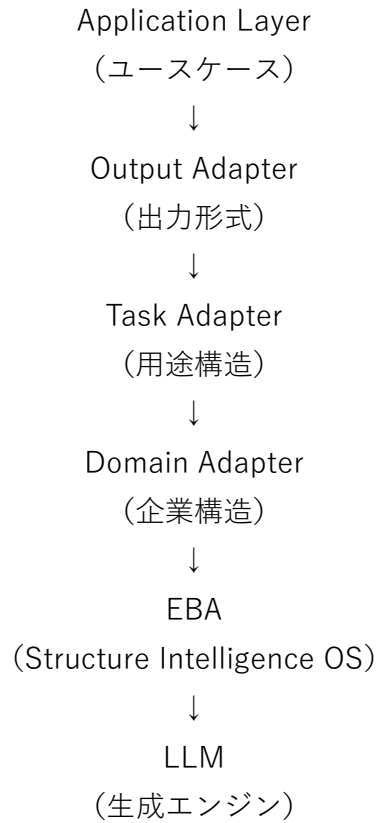 Application Layer
（ユースケース）
↓
Output Adapter
（出力形式）
↓
Task Adapter
（用途構造）
↓
Domain Adapter
（企業構造）
↓
EBA
（Structure Intelligence OS）
↓
LLM
（生成エンジン）